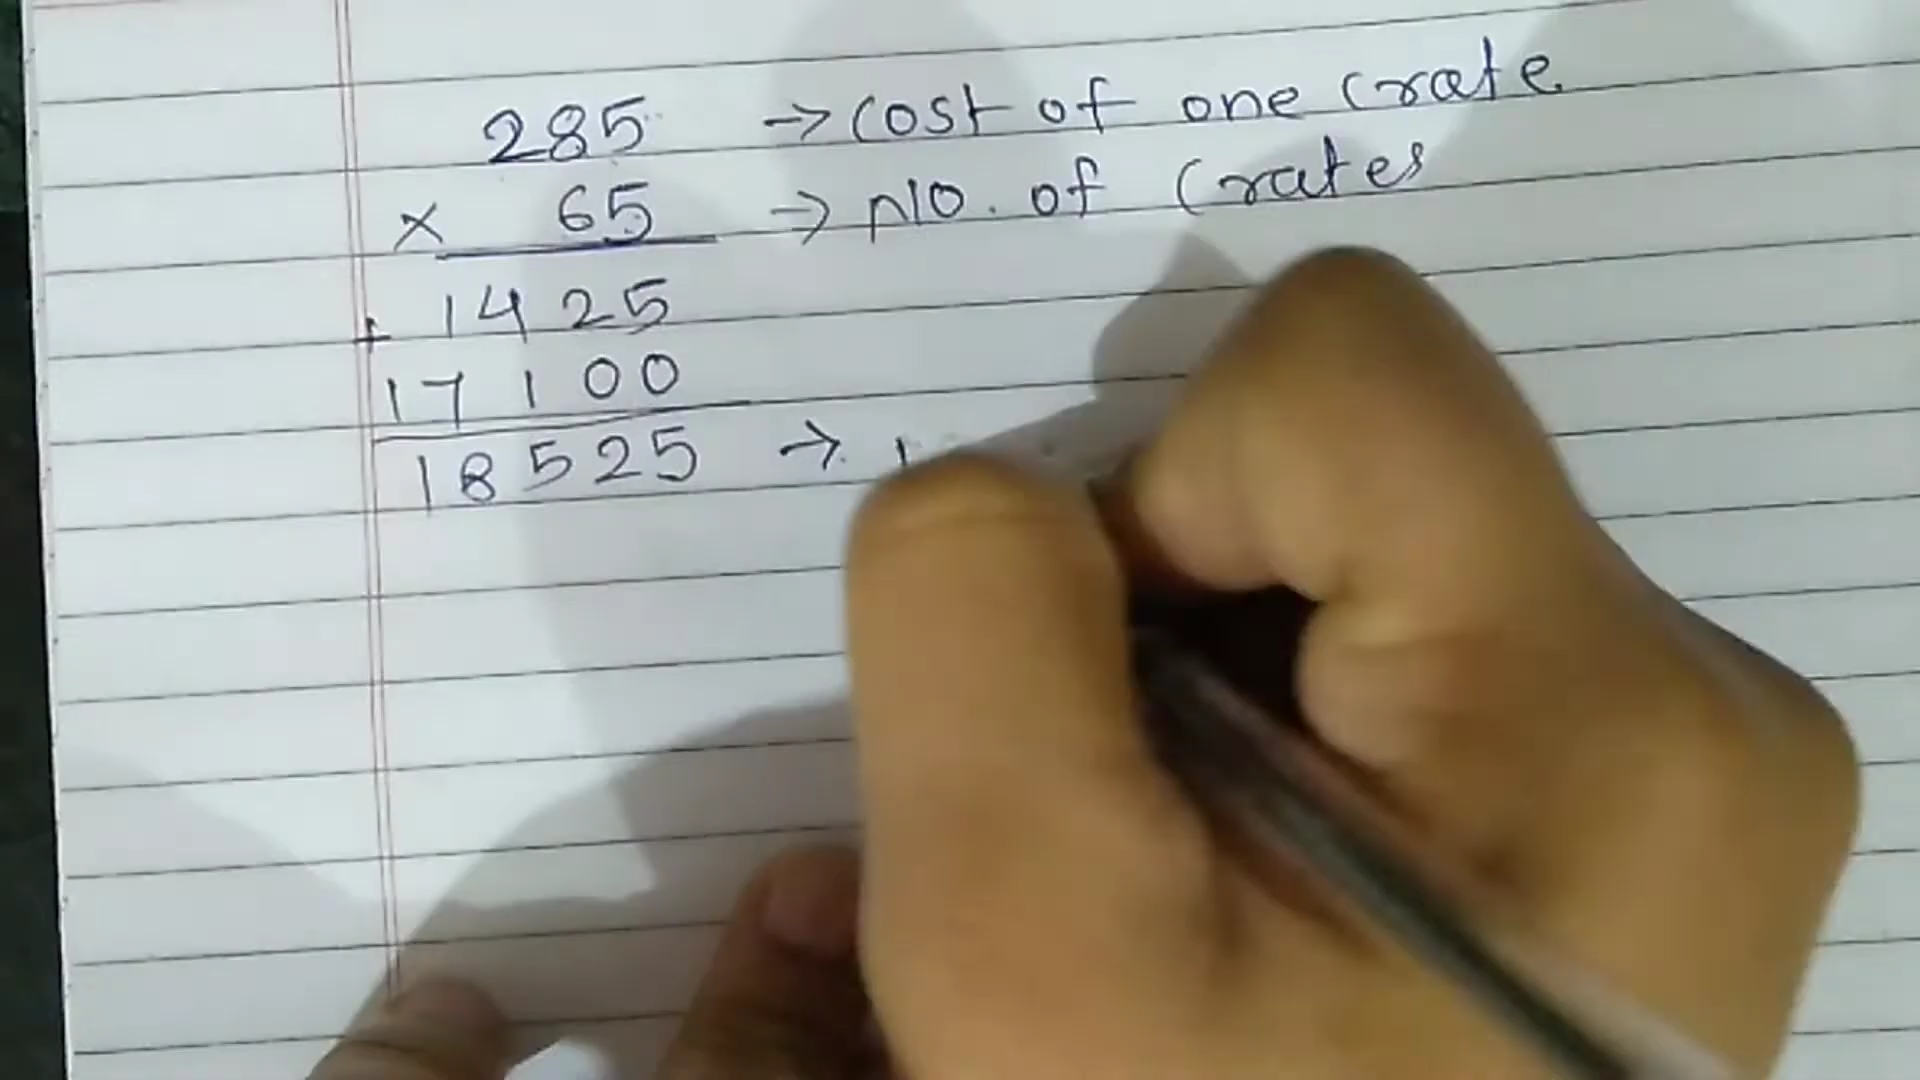 285 → cost of one crate
× 65 → No. of crates
1425
+
17100
18525 →